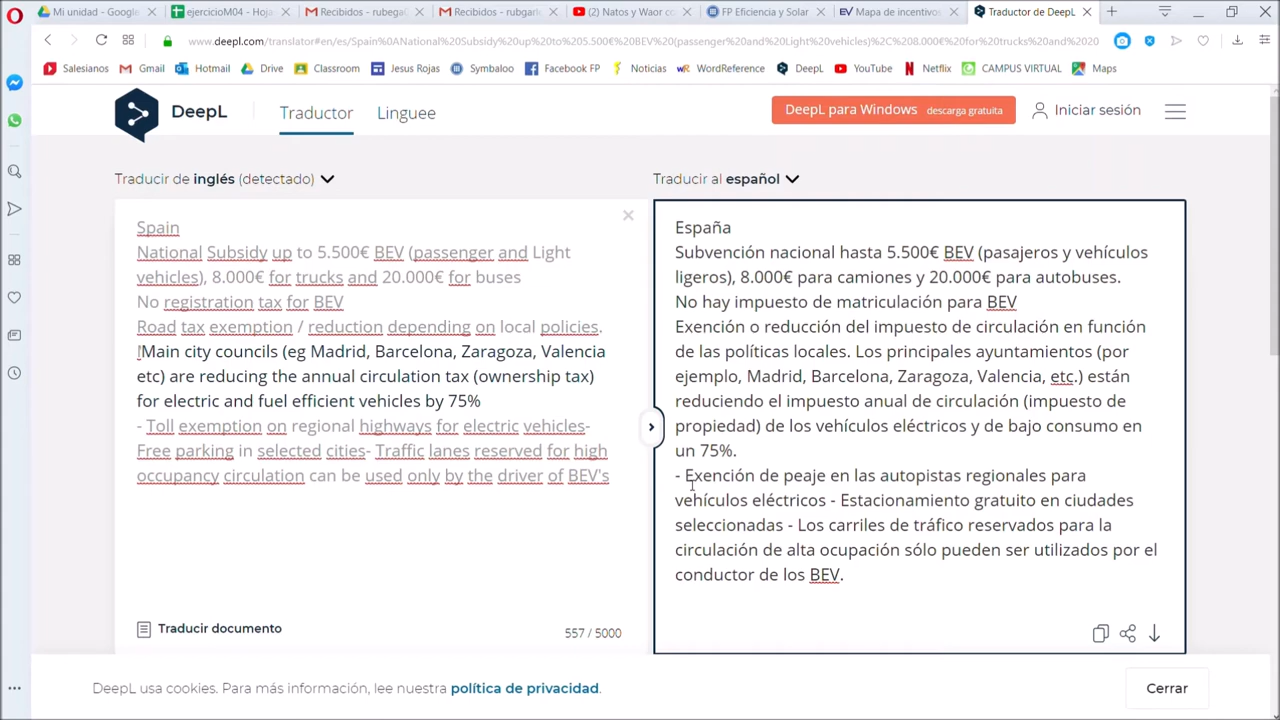 Mi unidad - Google
ejercicioM04 - Hoja
Recibidos - rubega
Recibidos - rubgarl
(2) Natos y Waor co
FP Eficiencia y Solar
EV Mapa de incentivos
Traductor de DeepL
www.deepl.com/translator#en/es/Spain%0ANational%20Subsidy%20up%20to%205.500€%20BEV%20(passenger%20and%20Light%20vehicles)%2C%208.000€%20for%20trucks%20and%2020
Salesianos
Gmail
Hotmail
Drive
Classroom
Jesus Rojas
Symbaloo
Facebook FP
Noticias
WordReference
DeepL
YouTube
Netflix
CAMPUS VIRTUAL
Maps
DeepL
Traductor
Linguee
DeepL para Windows descarga gratuita
Iniciar sesión
Traducir de inglés (detectado)
Spain
National Subsidy up to 5.500€ BEV (passenger and Light
vehicles), 8.000€ for trucks and 20.000€ for buses
No registration tax for BEV
Road tax exemption / reduction depending on local policies.
!Main city councils (eg Madrid, Barcelona, Zaragoza, Valencia
etc) are reducing the annual circulation tax (ownership tax)
for electric and fuel efficient vehicles by 75%
- Toll exemption on regional highways for electric vehicles-
Free parking in selected cities- Traffic lanes reserved for high
occupancy circulation can be used only by the driver of BEV's
Traducir documento
557 / 5000
Traducir al español
España
Subvención nacional hasta 5.500€ BEV (pasajeros y vehículos
ligeros), 8.000€ para camiones y 20.000€ para autobuses.
No hay impuesto de matriculación para BEV
Exención o reducción del impuesto de circulación en función
de las políticas locales. Los principales ayuntamientos (por
ejemplo, Madrid, Barcelona, Zaragoza, Valencia, etc.) están
reduciendo el impuesto anual de circulación (impuesto de
propiedad) de los vehículos eléctricos y de bajo consumo en
un 75%.
- Exención de peaje en las autopistas regionales para
vehículos eléctricos - Estacionamiento gratuito en ciudades
seleccionadas - Los carriles de tráfico reservados para la
circulación de alta ocupación sólo pueden ser utilizados por el
conductor de los BEV.
DeepL usa cookies. Para más información, lee nuestra política de privacidad.
Cerrar